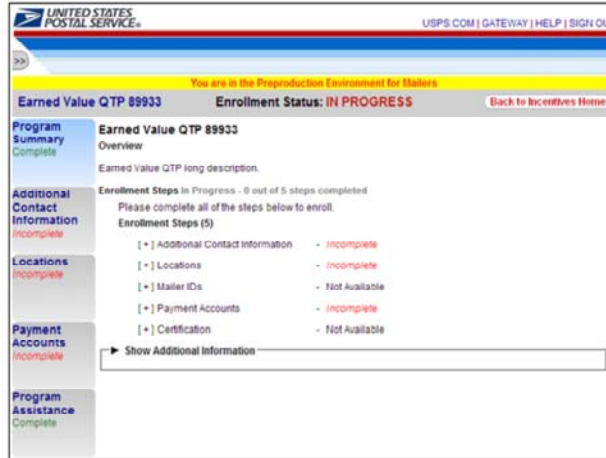 UNITED STATES
POSTAL SERVICE®
USPS.COM | GATEWAY | HELP | SIGN OU
>>
You are in the Preproduction Environment for Mailers
Earned Value QTP 89933
Enrollment Status: IN PROGRESS
Back to Incentives Home
Program
Summary
Complete
Additional
Contact
Information
Incomplete
Locations
Incomplete
Payment
Accounts
Incomplete
Program
Assistance
Complete
Earned Value QTP 89933
Overview
Earned Value QTP long description.
Enrollment Steps In Progress - 0 out of 5 steps completed
Please complete all of the steps below to enroll.
Enrollment Steps (5)
[+] Additional Contact Information - Incomplete
[+] Locations - Incomplete
[+] Mailer IDs - Not Available
[+] Payment Accounts - Incomplete
[+] Certification - Not Available
► Show Additional Information